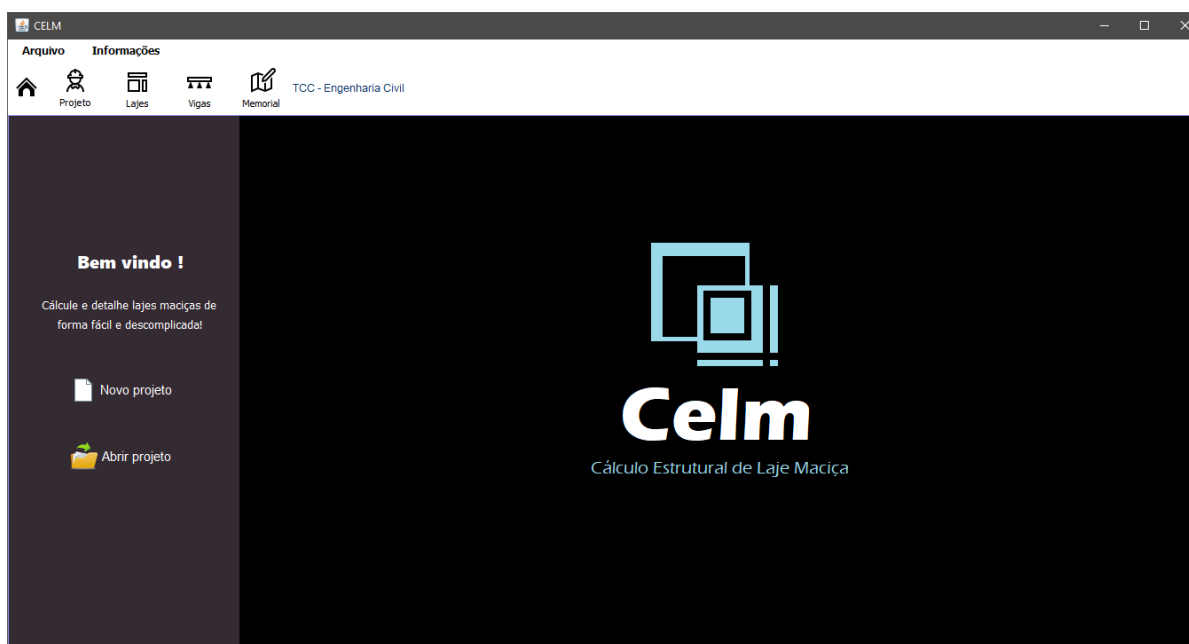 CELM
Arquivo Informações
Projeto Lajes Vigas Memorial TCC - Engenharia Civil
Bem vindo !
Cálcule e detalhe lajes maciças de
forma fácil e descomplicada!
Novo projeto
Abrir projeto
Celm
Cálculo Estrutural de Laje Maciça